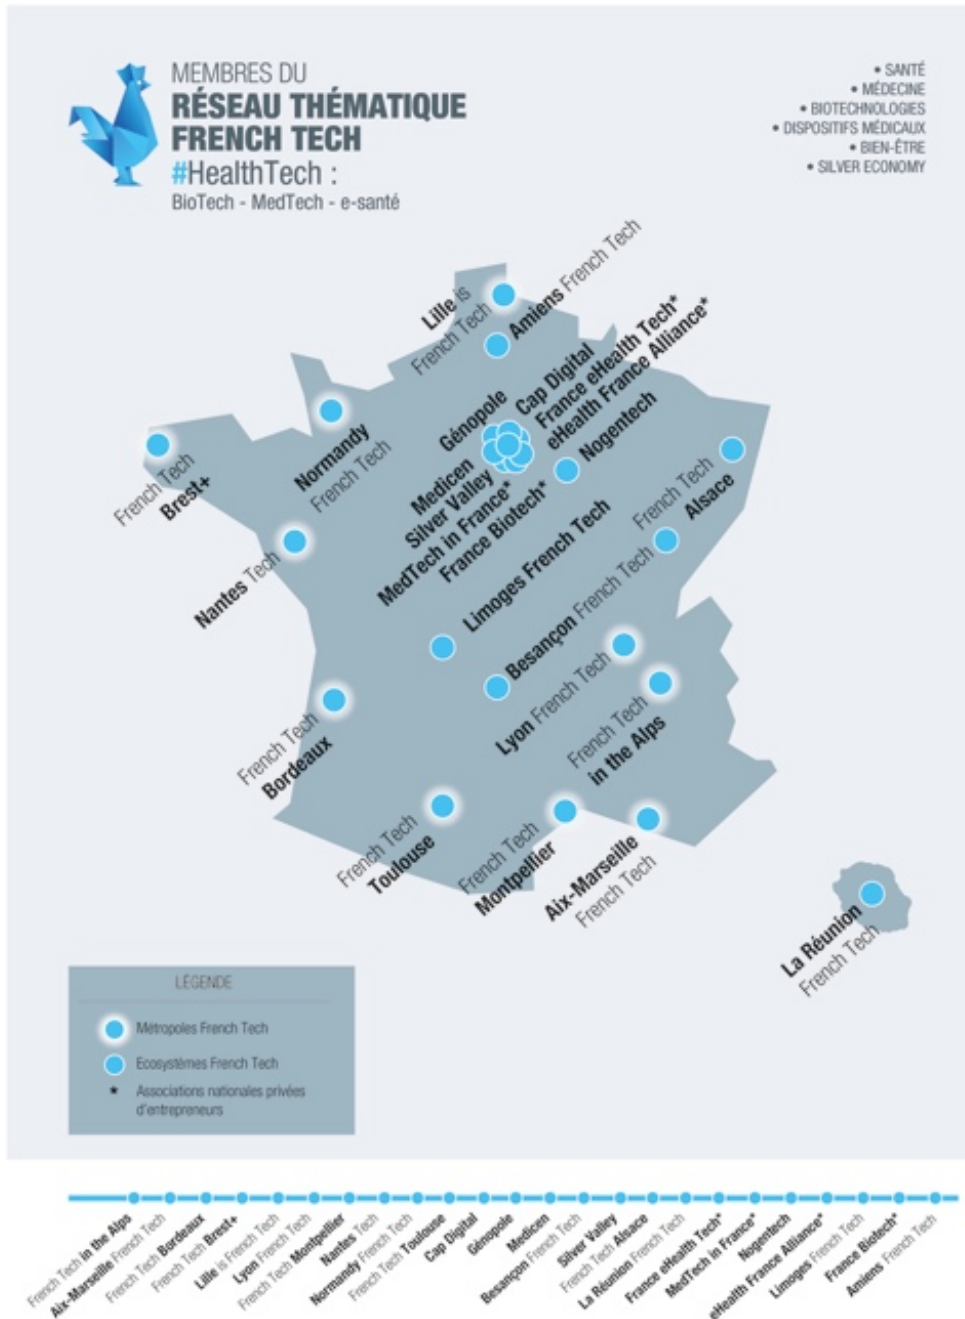 MEMBRES DU
RÉSEAU THÉMATIQUE
FRENCH TECH
#HealthTech :
BioTech - MedTech - e-santé
• SANTÉ
• MÉDECINE
• BIOTECHNOLOGIES
• DISPOSITIFS MÉDICAUX
• BIEN-ÊTRE
• SILVER ECONOMY
Lille is
French Tech
Amiens French Tech
Génopole
Cap Digital
France eHealth Tech*
eHealth France Alliance*
Nogentech
Normandy
French Tech
French Tech
Brest+
Medicen
Silver Valley
MedTech in France*
France Biotech*
French Tech
Alsace
Nantes Tech
Limoges French Tech
Besançon French Tech
Lyon French Tech
French Tech
in the Alps
French Tech
Bordeaux
French Tech
Toulouse
French Tech
Montpellier
Aix-Marseille
French Tech
La Réunion
French Tech
LÉGENDE
Métropoles French Tech
Ecosystèmes French Tech
* Associations nationales privées
d'entrepreneurs
French Tech in the Alps
Aix-Marseille French Tech
French Tech Bordeaux
French Tech Brest+
Lille is French Tech
Lyon French Tech
French Tech Montpellier
Nantes Tech
Normandy French Tech
French Tech Toulouse
Cap Digital
Génopole
Medicen
Besançon French Tech
Silver Valley
French Tech Alsace
La Réunion French Tech
France eHealth Tech*
MedTech in France*
Nogentech
eHealth France Alliance*
Limoges French Tech
France Biotech*
Amiens French Tech